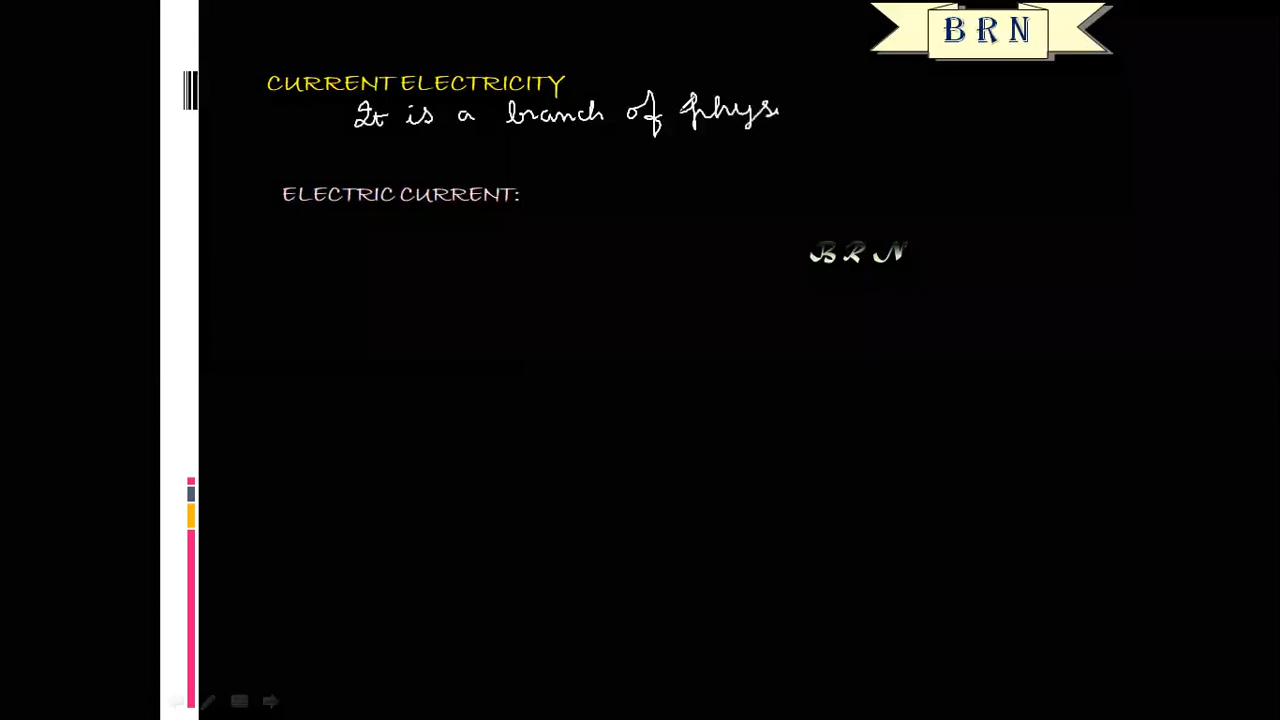 B R N
CURRENT ELECTRICITY
It is a branch of phys
ELECTRIC CURRENT:
B R N